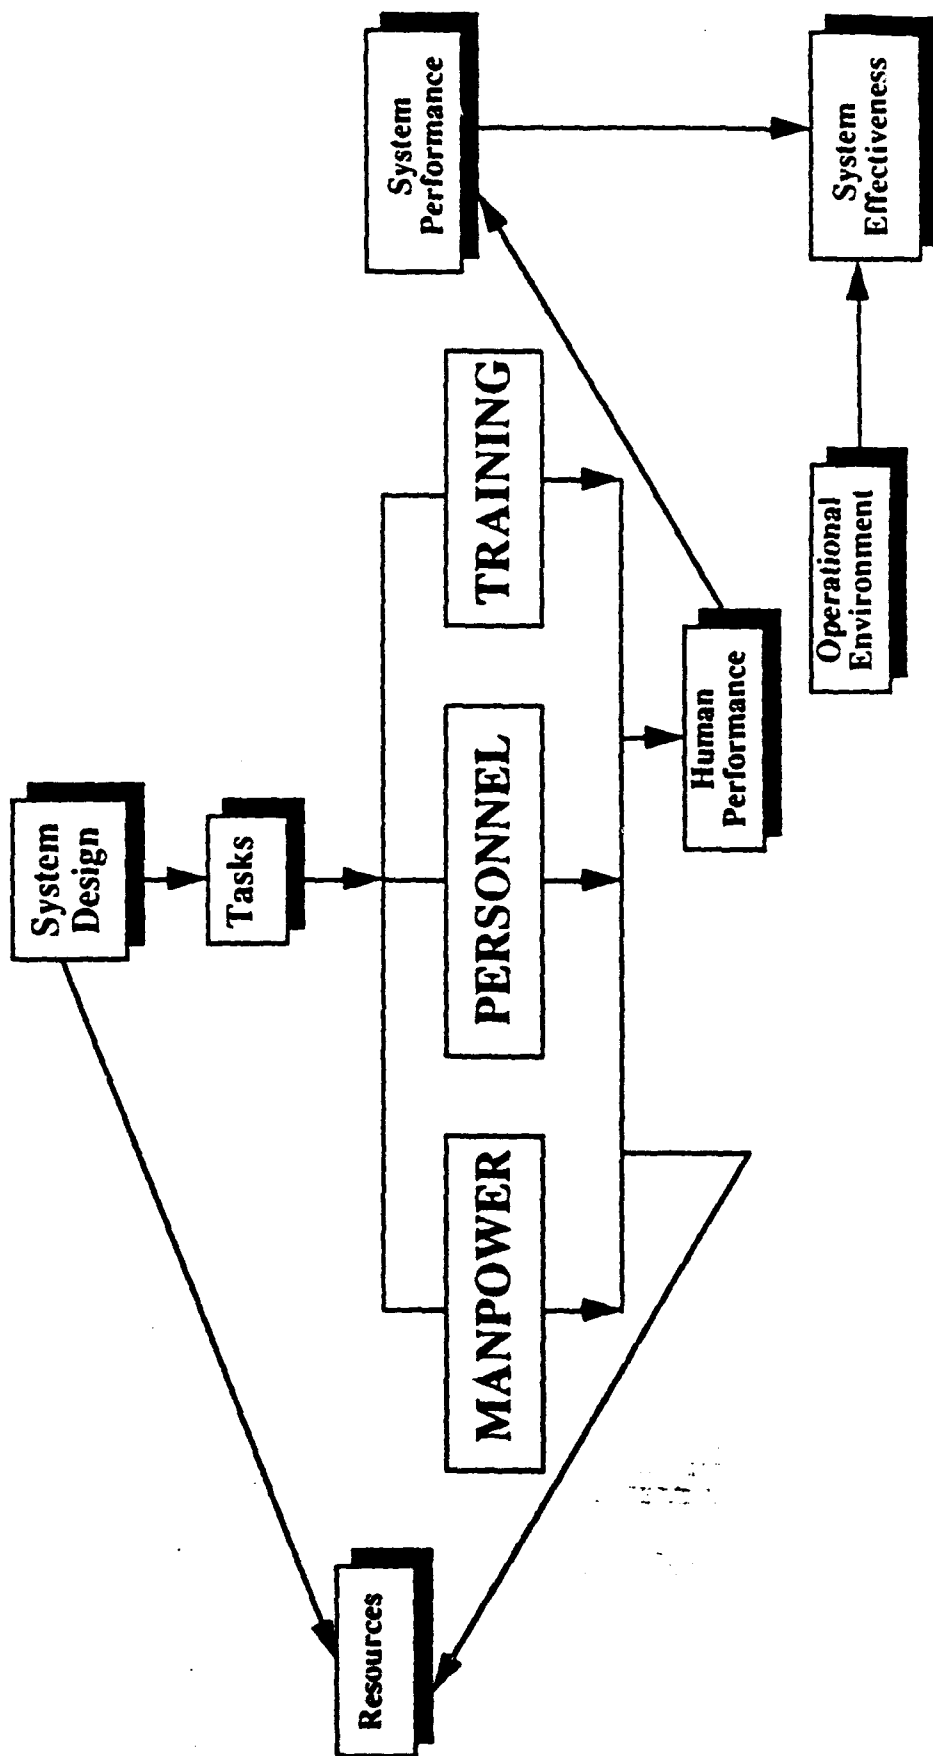 System
Design
Tasks
Resources
MANPOWER
PERSONNEL
TRAINING
System
Performance
Human
Performance
Operational
Environment
System
Effectiveness